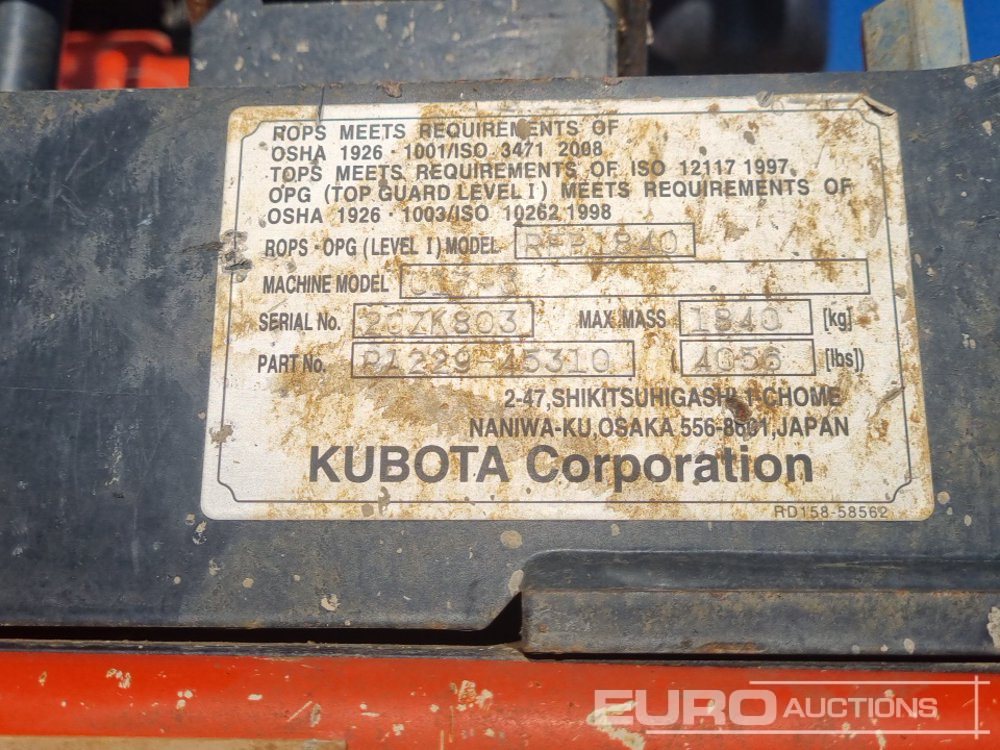 ROPS MEETS REQUIREMENTS OF
OSHA 1926・1001/ISO 3471 2008
TOPS MEETS REQUIREMENTS OF ISO 12117 1997,
OPG (TOP GUARD LEVEL I) MEETS REQUIREMENTS OF
OSHA 1926・1003/ISO 10262 1998
ROPS・OPG (LEVEL I) MODEL 840
MACHINE MODEL
SERIAL No. MAX.MASS 1840 [kg]
PART No. RA229-45310 4056 [lbs])
2-47,SHIKITSUHIGASHI 1-CHOME
NANIWA-KU,OSAKA 556-8601,JAPAN
KUBOTA Corporation
RD158-58562
EURO AUCTIONS